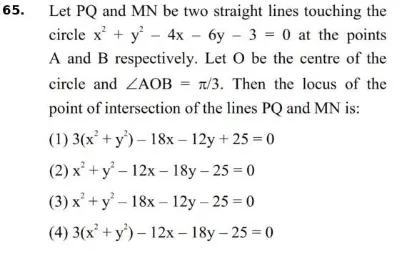 65. Let PQ and MN be two straight lines touching the
circle x² + y² – 4x – 6y – 3 = 0 at the points
A and B respectively. Let O be the centre of the
circle and ∠AOB = π/3. Then the locus of the
point of intersection of the lines PQ and MN is:
(1) 3(x² + y²) – 18x – 12y + 25 = 0
(2) x² + y² – 12x – 18y – 25 = 0
(3) x² + y² – 18x – 12y – 25 = 0
(4) 3(x² + y²) – 12x – 18y – 25 = 0